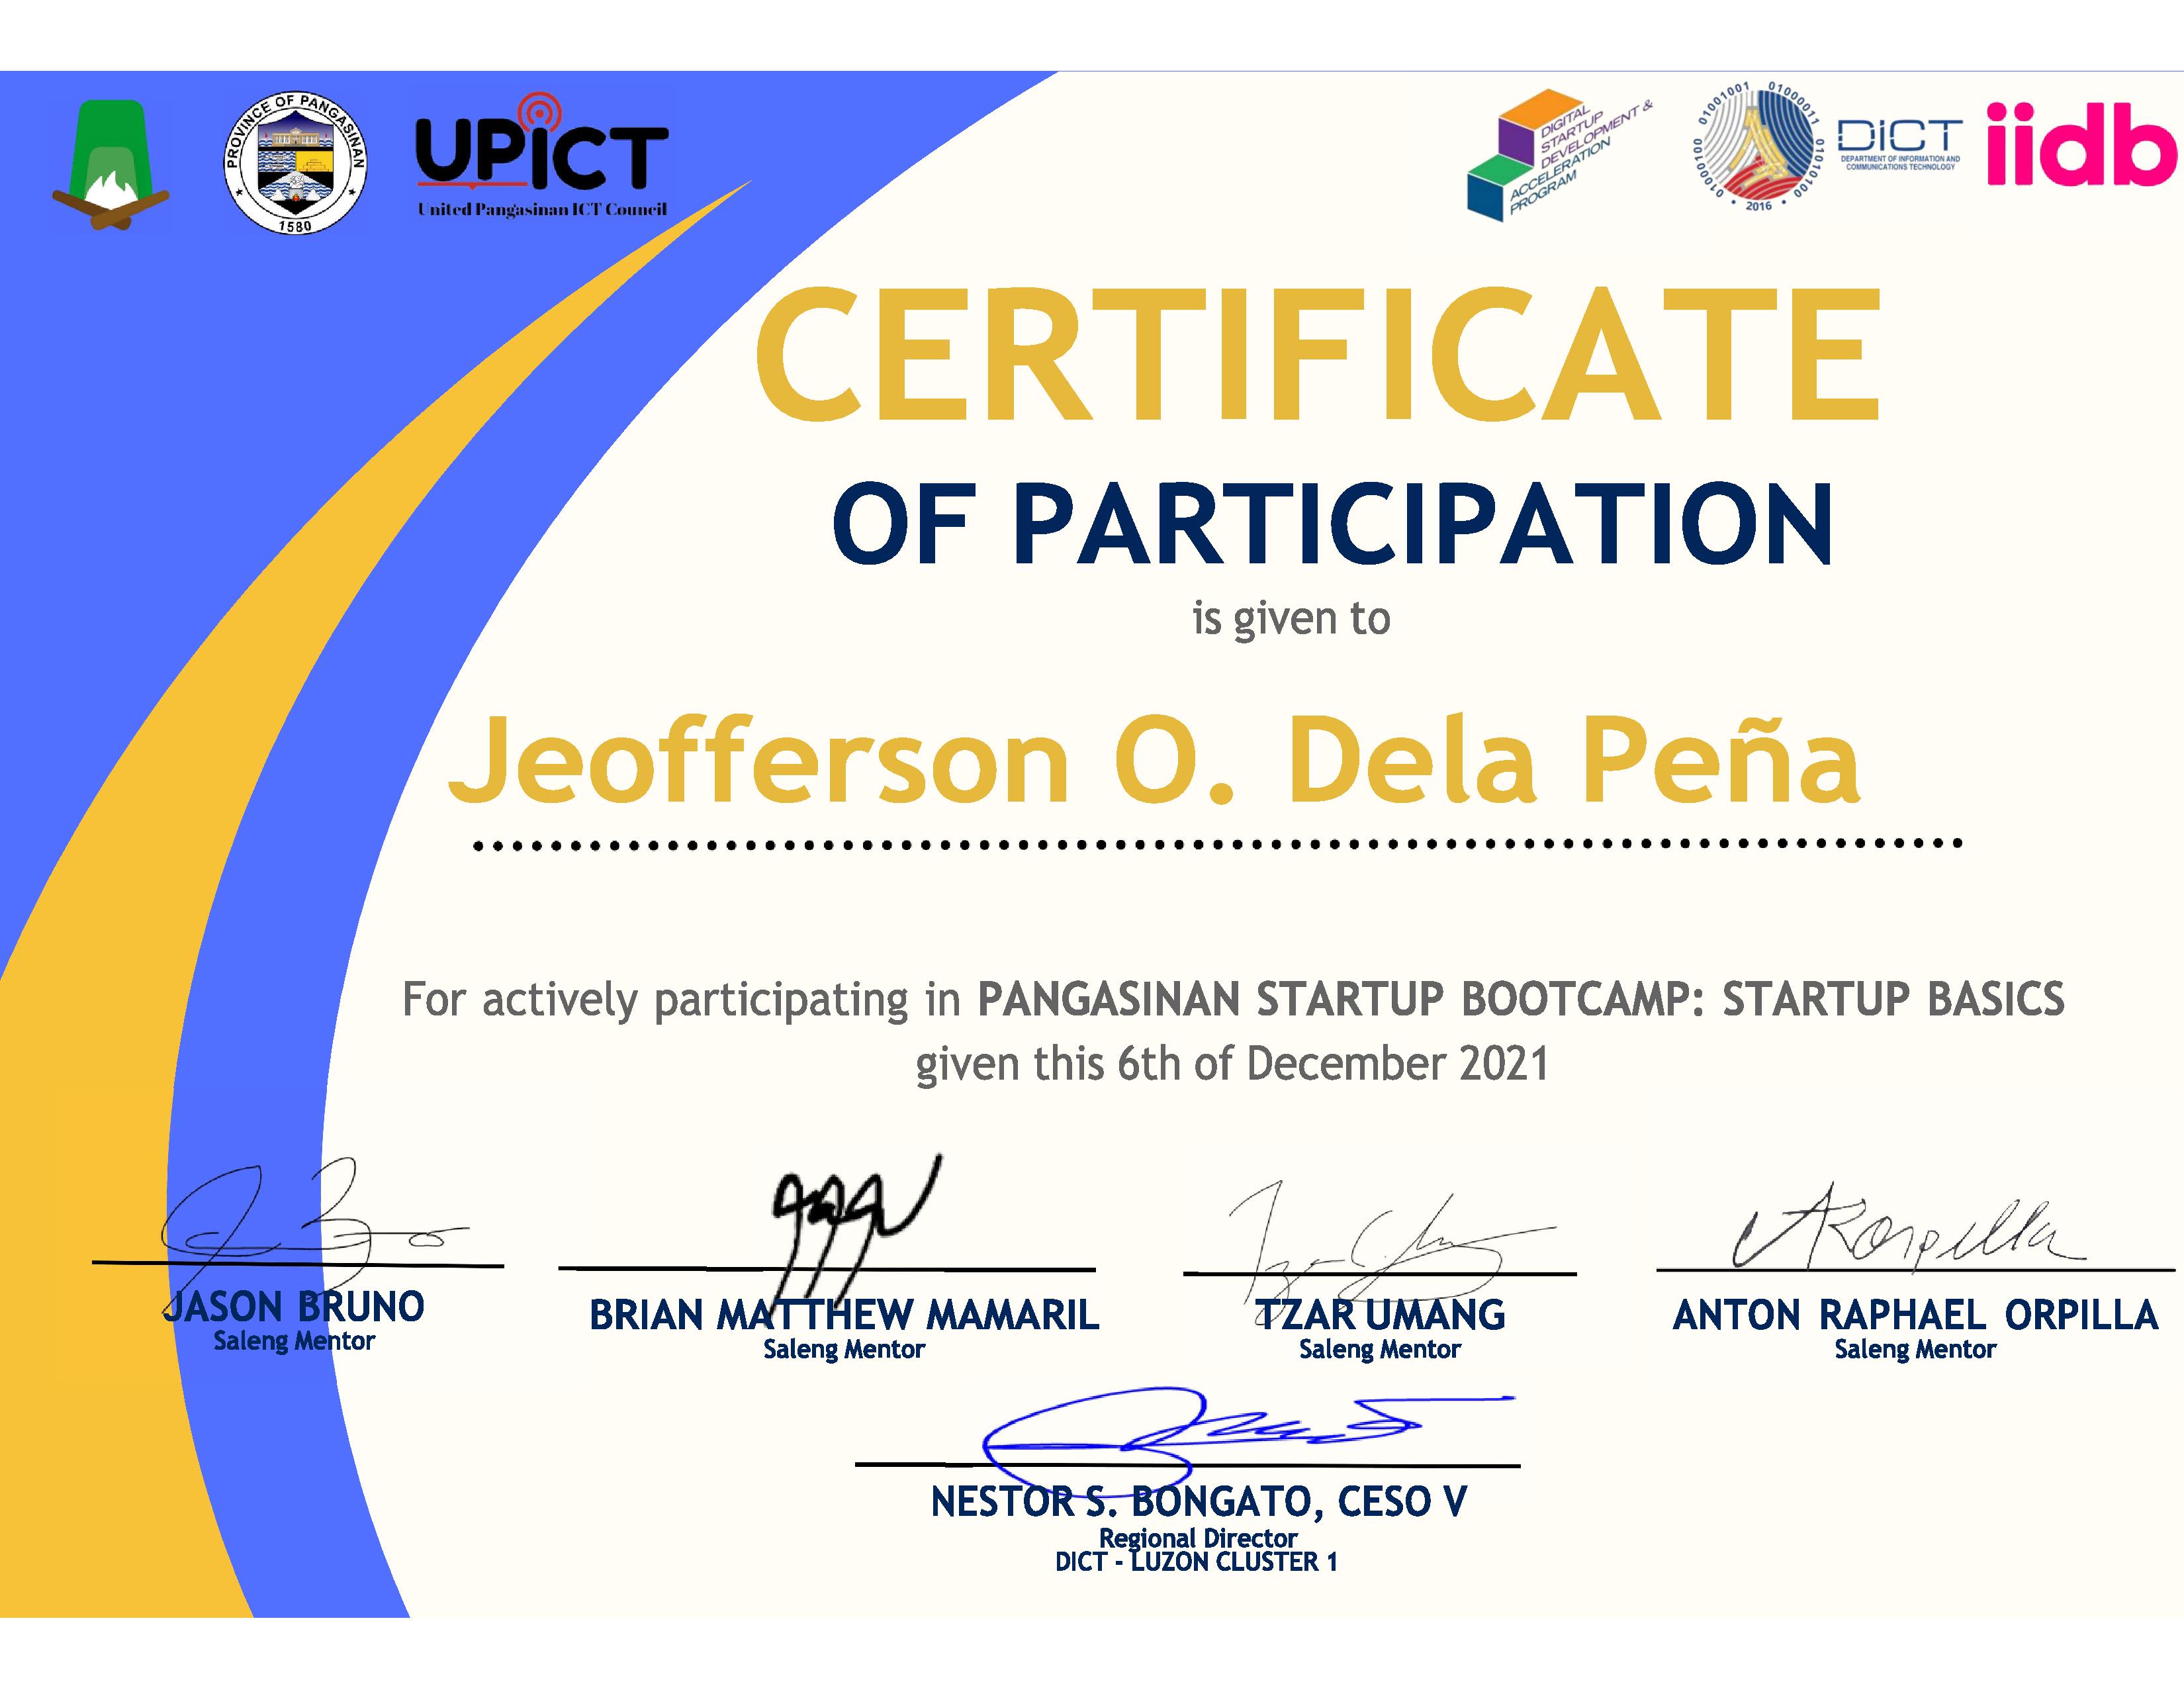 PROVINCE OF PANGASINAN
1580
UPiCT
United Pangasinan ICT Council
DIGITAL
STARTUP
DEVELOPMENT &
ACCELERATION
PROGRAM
01000100 01001001 01000011 01010100
• 2016 •
DICT
DEPARTMENT OF INFORMATION AND
COMMUNICATIONS TECHNOLOGY
iidb
CERTIFICATE
OF PARTICIPATION
is given to
Jeofferson O. Dela Peña
For actively participating in PANGASINAN STARTUP BOOTCAMP: STARTUP BASICS
given this 6th of December 2021
JASON BRUNO
Saleng Mentor
BRIAN MATTHEW MAMARIL
Saleng Mentor
TZAR UMANG
Saleng Mentor
ANTON RAPHAEL ORPILLA
Saleng Mentor
NESTOR S. BONGATO, CESO V
Regional Director
DICT - LUZON CLUSTER 1